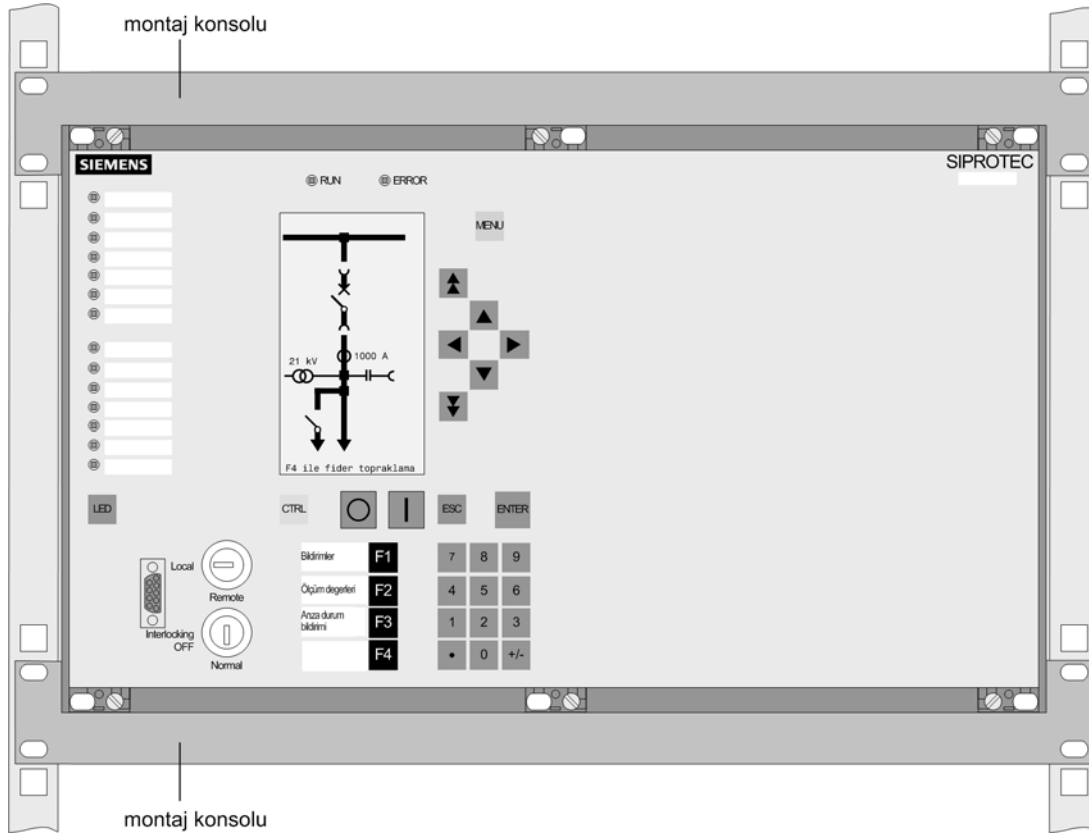 montaj konsolu
SIEMENS
SIPROTEC
RUN
ERROR
MENU
21 kV
1000 A
F4 ile fider topraklama
LED
CTRL
ESC
ENTER
Local
Remote
Interlocking
OFF
Normal
Bildirimler
F1
Ölçüm degerleri
F2
Arıza durum
bildirimi
F3
F4
7 8 9
4 5 6
1 2 3
• 0 +/-
montaj konsolu